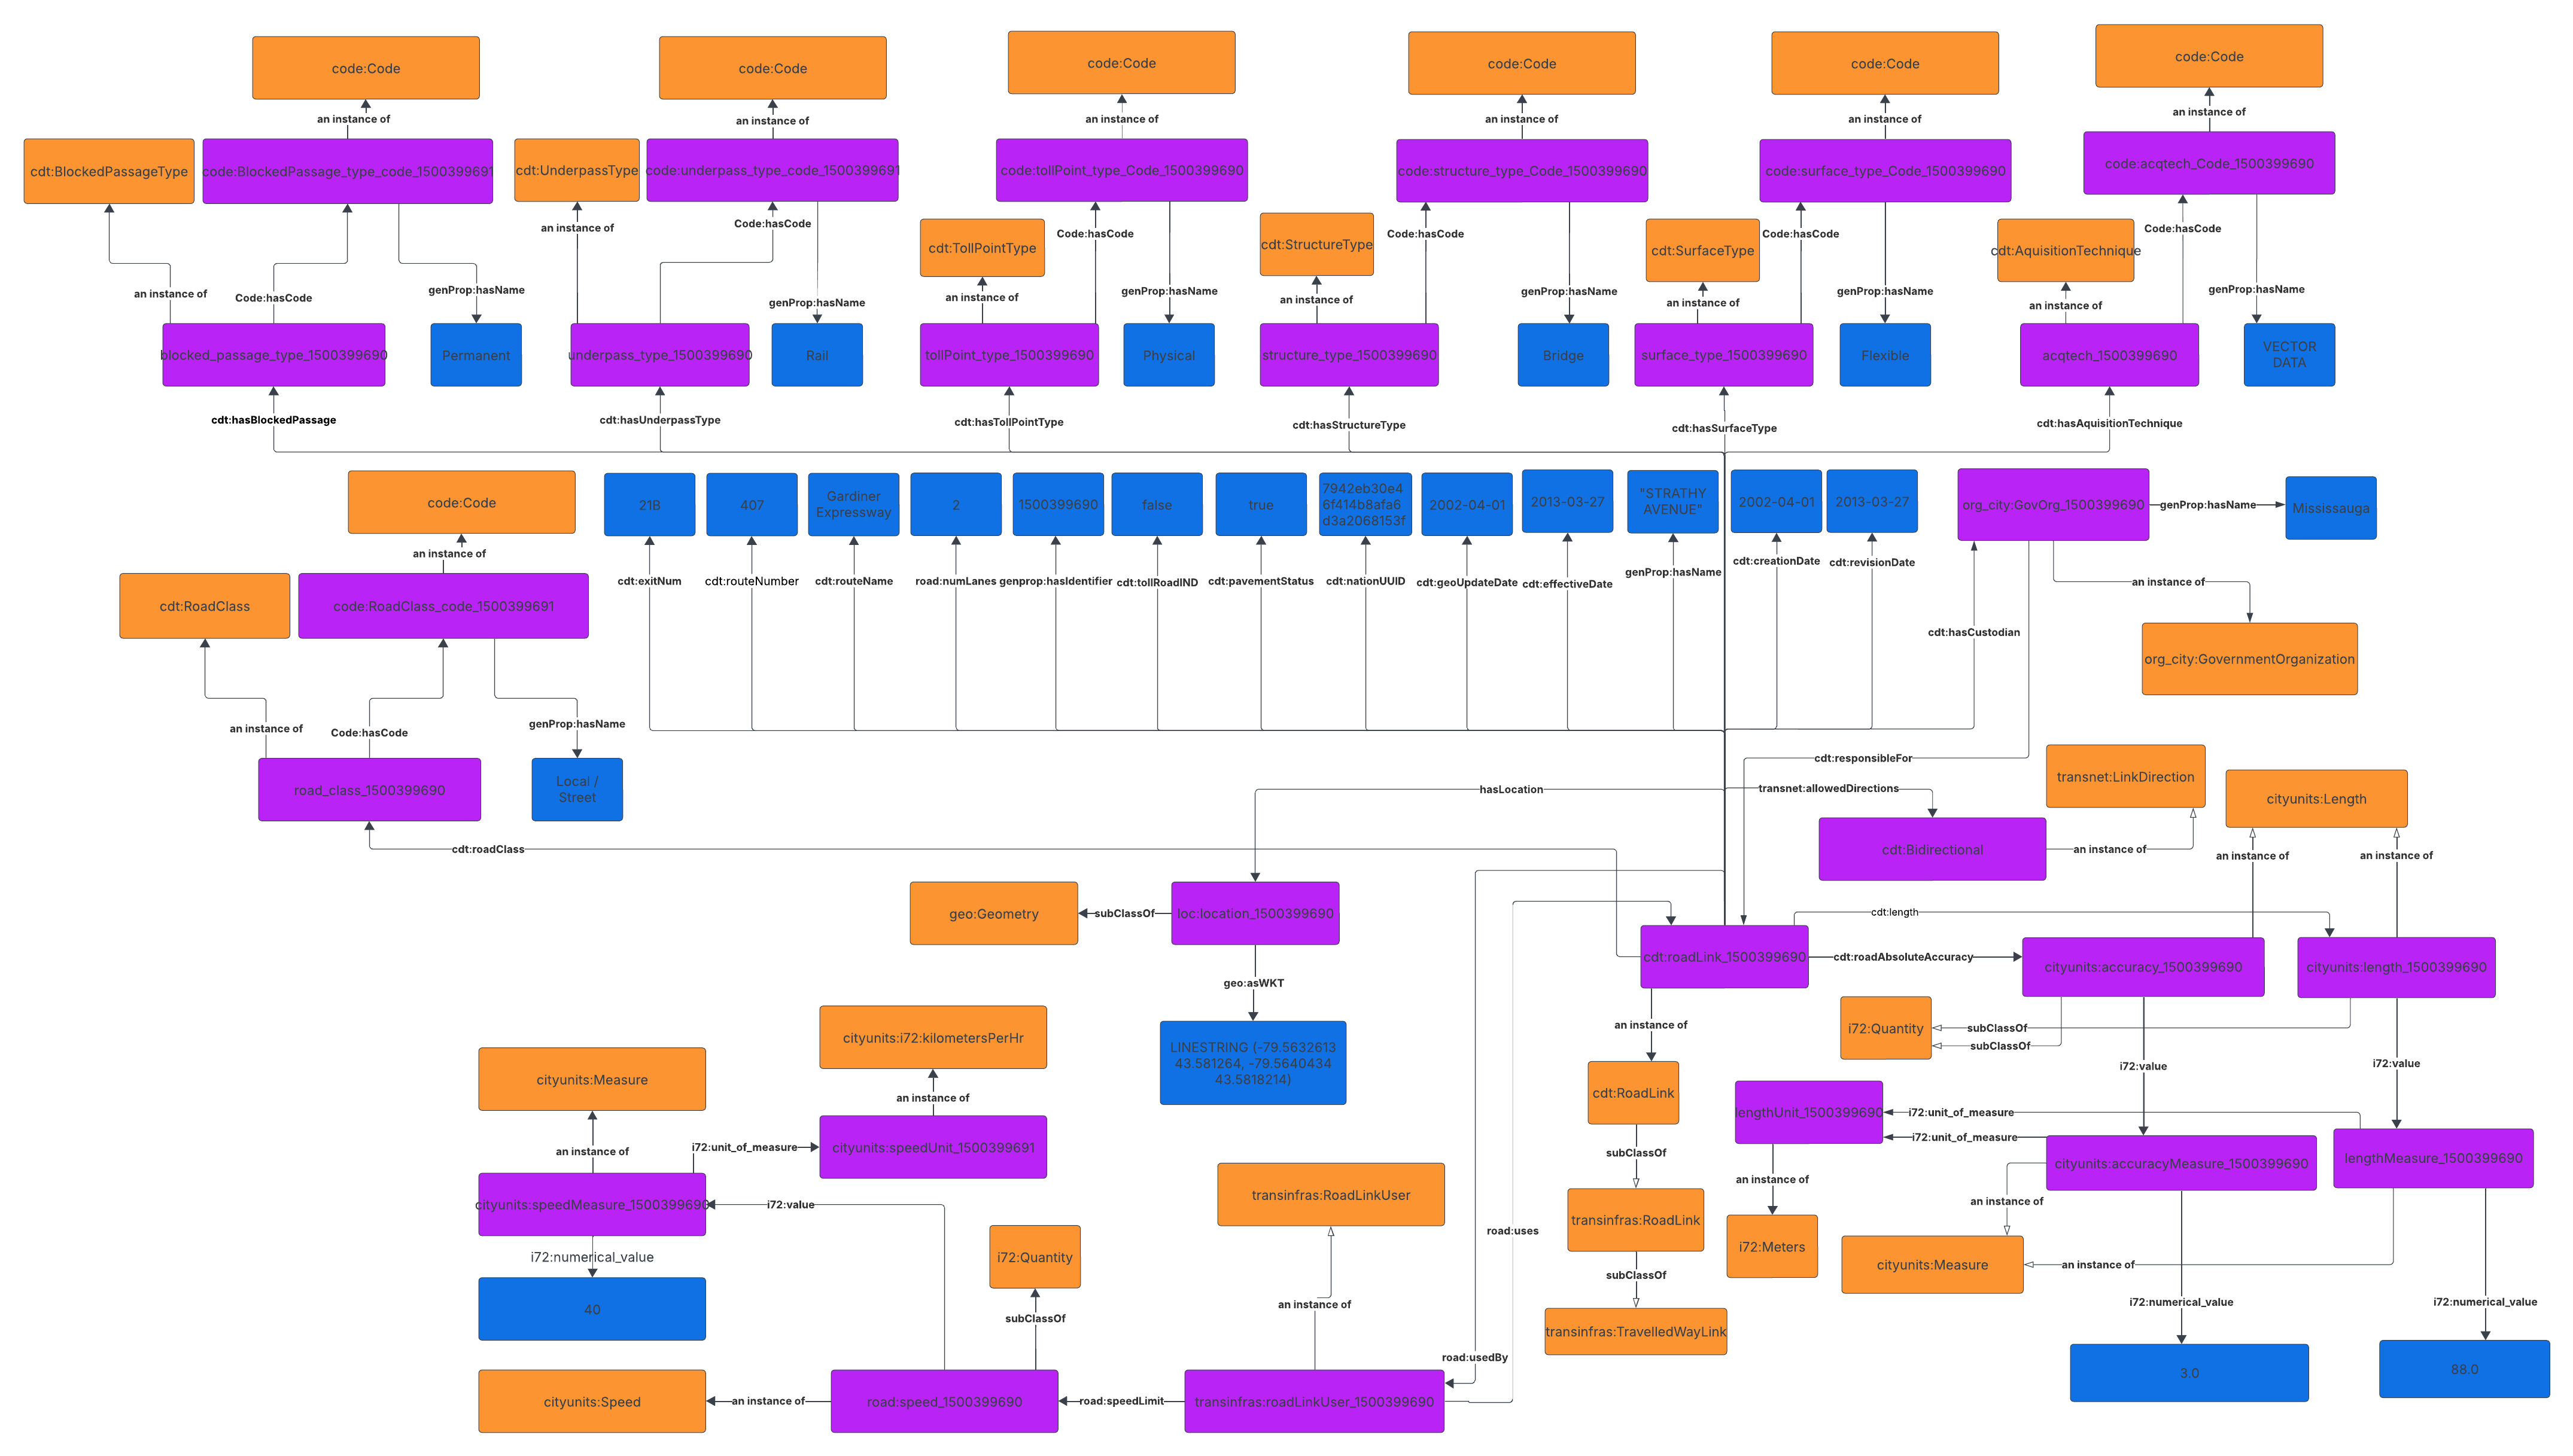 code:Code
code:Code
code:Code
code:Code
code:Code
code:Code
an instance of
an instance of
an instance of
an instance of
an instance of
an instance of
cdt:BlockedPassageType
code:BlockedPassage_type_code_1500399691
cdt:UnderpassType
code:underpass_type_code_1500399691
code:tollPoint_type_Code_1500399690
code:structure_type_Code_1500399690
code:surface_type_Code_1500399690
code:acqtech_Code_1500399690
an instance of
Code:hasCode
cdt:TollPointType
Code:hasCode
cdt:StructureType
Code:hasCode
cdt:SurfaceType
Code:hasCode
cdt:AquisitionTechnique
Code:hasCode
an instance of
Code:hasCode
genProp:hasName
genProp:hasName
an instance of
genProp:hasName
an instance of
genProp:hasName
an instance of
genProp:hasName
an instance of
genProp:hasName
blocked_passage_type_1500399690
Permanent
underpass_type_1500399690
Rail
tollPoint_type_1500399690
Physical
structure_type_1500399690
Bridge
surface_type_1500399690
Flexible
acqtech_1500399690
VECTOR
DATA
cdt:hasBlockedPassage
cdt:hasUnderpassType
cdt:hasTollPointType
cdt:hasStructureType
cdt:hasSurfaceType
cdt:hasAquisitionTechnique
code:Code
21B
407
Gardiner
Expressway
2
1500399690
false
true
7942eb30e4
6f414b8afa6
d3a2068153f
2002-04-01
2013-03-27
"STRATHY
AVENUE"
2002-04-01
2013-03-27
org_city:GovOrg_1500399690
genProp:hasName
Mississauga
an instance of
cdt:exitNum
cdt:routeNumber
cdt:routeName
road:numLanes
genprop:hasIdentifier
cdt:tollRoadIND
cdt:pavementStatus
cdt:nationUUID
cdt:geoUpdateDate
cdt:effectiveDate
genProp:hasName
cdt:creationDate
cdt:revisionDate
an instance of
cdt:RoadClass
code:RoadClass_code_1500399691
cdt:hasCustodian
org_city:GovernmentOrganization
an instance of
Code:hasCode
genProp:hasName
cdt:responsibleFor
transnet:LinkDirection
road_class_1500399690
Local /
Street
hasLocation
transnet:allowedDirections
cityunits:Length
cdt:roadClass
cdt:Bidirectional
an instance of
an instance of
an instance of
geo:Geometry
subClassOf
loc:location_1500399690
cdt:length
cdt:roadLink_1500399690
cdt:roadAbsoluteAccuracy
cityunits:accuracy_1500399690
cityunits:length_1500399690
geo:asWKT
an instance of
i72:Quantity
subClassOf
subClassOf
LINESTRING (-79.5632613
43.581264, -79.5640434
43.5818214)
cityunits:i72:kilometersPerHr
cityunits:Measure
i72:value
i72:value
an instance of
cdt:RoadLink
lengthUnit_1500399690
i72:unit_of_measure
i72:unit_of_measure
an instance of
i72:unit_of_measure
cityunits:speedUnit_1500399691
subClassOf
cityunits:accuracyMeasure_1500399690
lengthMeasure_1500399690
an instance of
transinfras:RoadLinkUser
cityunits:speedMeasure_1500399690
i72:value
an instance of
road:uses
transinfras:RoadLink
i72:Meters
i72:numerical_value
i72:Quantity
cityunits:Measure
an instance of
subClassOf
40
an instance of
subClassOf
i72:numerical_value
i72:numerical_value
transinfras:TravelledWayLink
road:usedBy
3.0
88.0
cityunits:Speed
an instance of
road:speed_1500399690
road:speedLimit
transinfras:roadLinkUser_1500399690